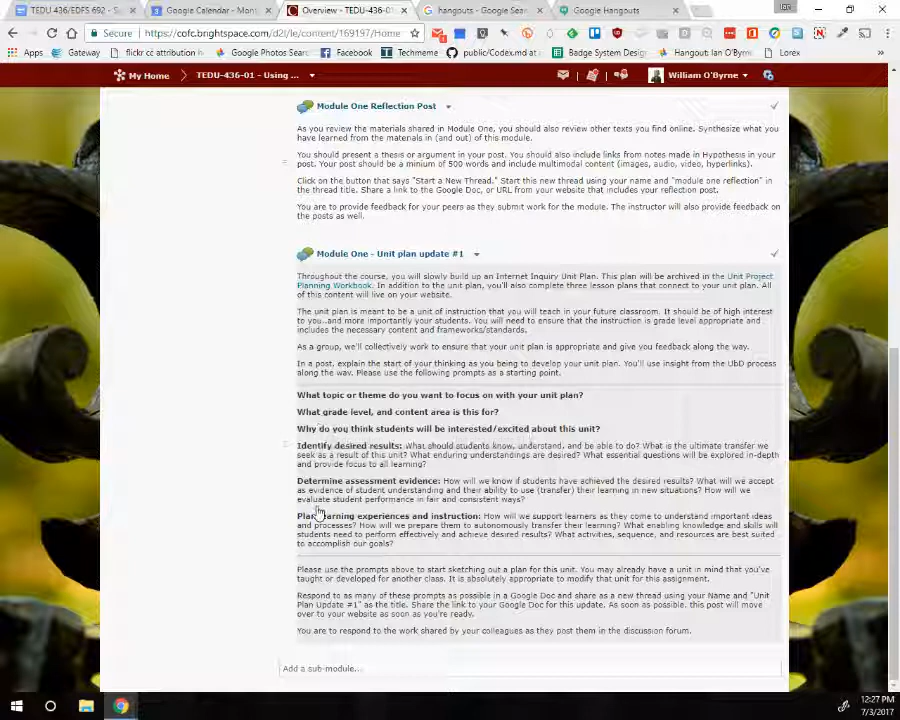 TEDU 436/EDFS 692 - S
Google Calendar - Mon
Overview - TEDU-436-01
hangouts - Google Sea
Google Hangouts
Secure
https://cofc.brightspace.com/d2l/le/content/169197/Home
Apps
Gateway
flickr cc attribution
Google Photos Sear
Facebook
Techmeme
public/Codex.md at
Badge System Desig
Hangout: Ian O'Byrne
Lorex
My Home
TEDU-436-01 - Using ...
William O'Byrne
Module One Reflection Post
As you review the materials shared in Module One, you should also review other texts you find online. Synthesize what you
have learned from the materials in (and out) of this module.
You should present a thesis or argument in your post. You should also include links from notes made in Hypothesis in your
post. Your post should be a minium of 500 words and include multimodal content (images, audio, video, hyperlinks).
Click on the button that says "Start a New Thread." Start this new thread using your name and "module one reflection" in
the thread title. Share a link to the Google Doc, or URL from your website that includes your reflection post.
You are to provide feedback for your peers as they submit work for the module. The instructor will also provide feedback on
the posts as well.
Module One - Unit plan update #1
Throughout the course, you will slowly build up an Internet Inquiry Unit Plan. This plan will be archived in the Unit Project
Planning Workbook. In addition to the unit plan, you'll also complete three lesson plans that connect to your unit plan. All
of this content will live on your website.
The unit plan is meant to be a unit of instruction that you will teach in your future classroom. It should be of high interest
to you..and more importantly your students. You will need to ensure that the instruction is grade level appropriate and
includes the necessary content and frameworks/standards.
As a group, we'll collectively work to ensure that your unit plan is appropriate and give you feedback along the way.
In a post, explain the start of your thinking as you being to develop your unit plan. You'll use insight from the UbD process
along the way. Please use the following prompts as a starting point.
What topic or theme do you want to focus on with your unit plan?
What grade level, and content area is this for?
Why do you think students will be interested/excited about this unit?
Identify desired results: What should students know, understand, and be able to do? What is the ultimate transfer we
seek as a result of this unit? What enduring understandings are desired? What essential questions will be explored in-depth
and provide focus to all learning?
Determine assessment evidence: How will we know if students have achieved the desired results? What will we accept
as evidence of student understanding and their ability to use (transfer) their learning in new situations? How will we
evaluate student performance in fair and consistent ways?
Plan learning experiences and instruction: How will we support learners as they come to understand important ideas
and processes? How will we prepare them to autonomously transfer their learning? What enabling knowledge and skills will
students need to perform effectively and achieve desired results? What activities, sequence, and resources are best suited
to accomplish our goals?
Please use the prompts above to start sketching out a plan for this unit. You may already have a unit in mind that you've
taught or developed for another class. It is absolutely appropriate to modify that unit for this assignment.
Respond to as many of these prompts as possible in a Google Doc and share as a new thread using your Name and "Unit
Plan Update #1" as the title. Share the link to your Google Doc for this update. As soon as possible, this post will move
over to your website as soon as you're ready.
You are to respond to the work shared by your colleagues as they post them in the discussion forum.
Add a sub-module...
12:27 PM
7/3/2017